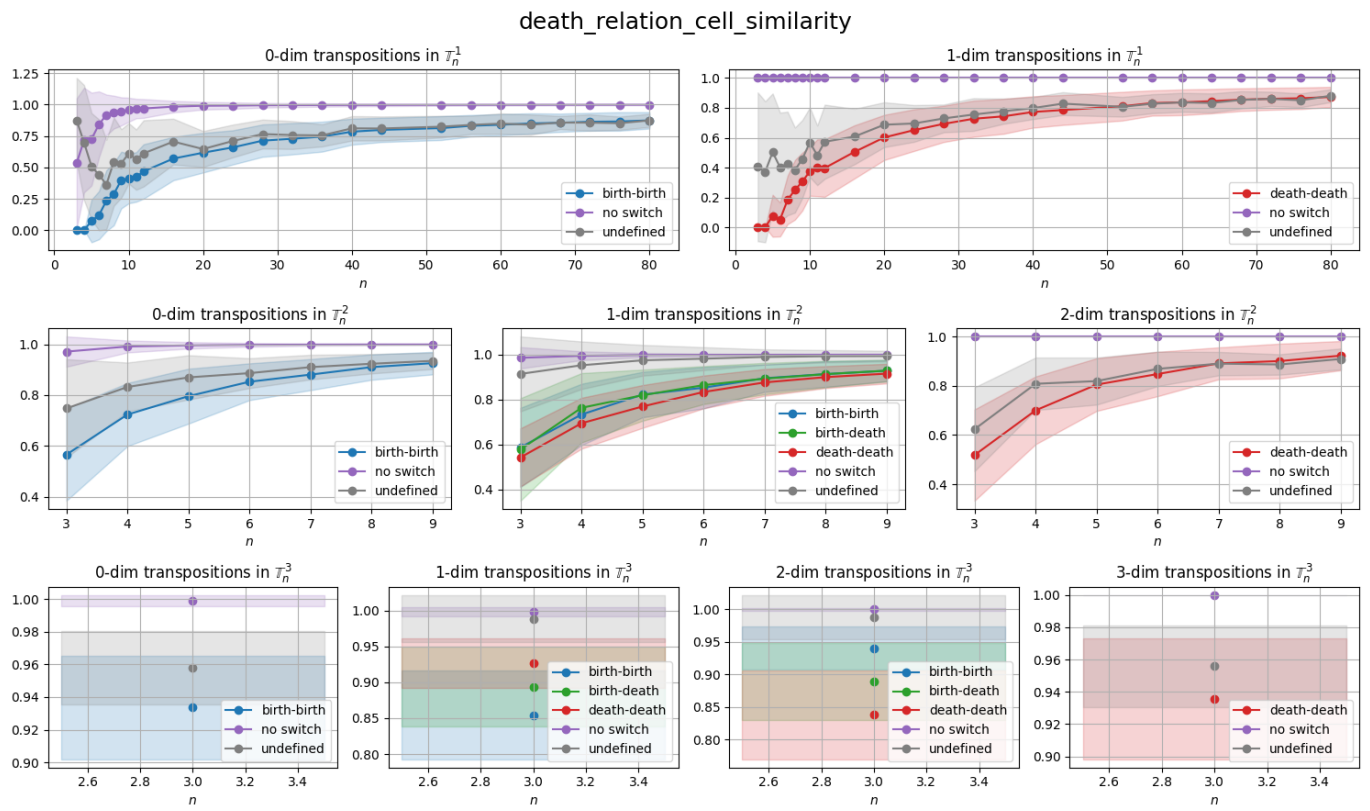 death_relation_cell_similarity
0-dim transpositions in 𝕋ₙ¹
1.25
1.00
0.75
0.50
0.25
0.00
0 10 20 30 40 50 60 70 80
n
birth-birth
no switch
undefined
1-dim transpositions in 𝕋ₙ¹
1.0
0.8
0.6
0.4
0.2
0.0
0 10 20 30 40 50 60 70 80
n
death-death
no switch
undefined
0-dim transpositions in 𝕋ₙ²
1.0
0.8
0.6
0.4
3 4 5 6 7 8 9
n
birth-birth
no switch
undefined
1-dim transpositions in 𝕋ₙ²
1.0
0.8
0.6
0.4
3 4 5 6 7 8 9
n
birth-birth
birth-death
death-death
no switch
undefined
2-dim transpositions in 𝕋ₙ²
1.0
0.8
0.6
0.4
3 4 5 6 7 8 9
n
death-death
no switch
undefined
0-dim transpositions in 𝕋ₙ³
1.00
0.98
0.96
0.94
0.92
0.90
2.6 2.8 3.0 3.2 3.4
n
birth-birth
no switch
undefined
1-dim transpositions in 𝕋ₙ³
1.00
0.95
0.90
0.85
0.80
2.6 2.8 3.0 3.2 3.4
n
birth-birth
birth-death
death-death
no switch
undefined
2-dim transpositions in 𝕋ₙ³
1.00
0.95
0.90
0.85
0.80
2.6 2.8 3.0 3.2 3.4
n
birth-birth
birth-death
death-death
no switch
undefined
3-dim transpositions in 𝕋ₙ³
1.00
0.98
0.96
0.94
0.92
0.90
2.6 2.8 3.0 3.2 3.4
n
death-death
no switch
undefined